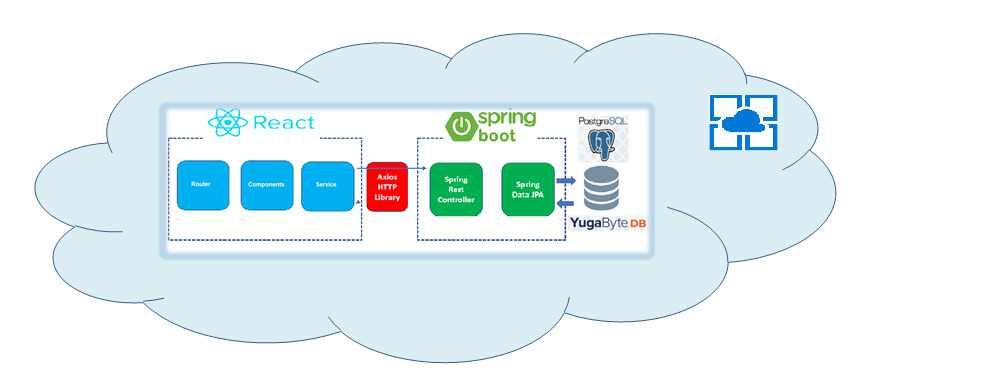 React
spring
boot
PostgreSQL
Router
Components
Service
Axios
HTTP
Library
Spring
Rest
Controller
Spring
Data JPA
YugaByte DB